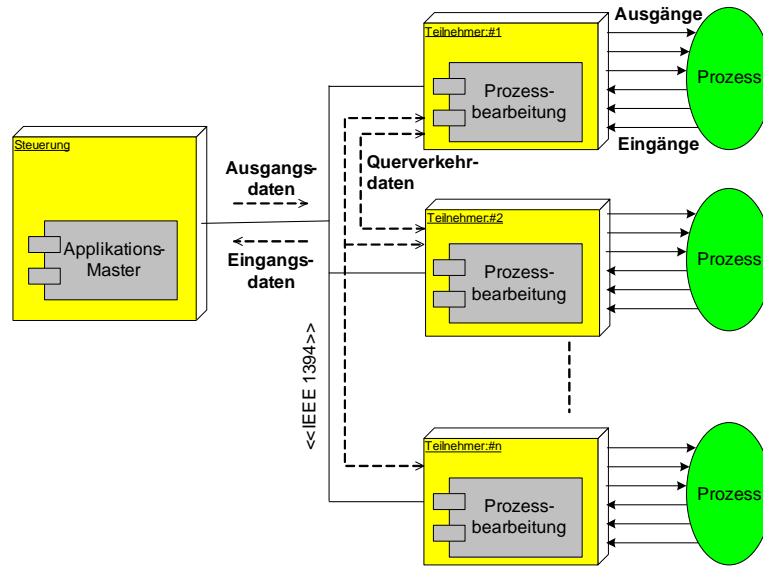 Teilnehmer:#1
Ausgänge
Prozess-
bearbeitung
Prozess
Eingänge
Steuerung
Ausgangs-
daten
Querverkehr-
daten
Applikations-
Master
Eingangs-
daten
Teilnehmer:#2
Prozess-
bearbeitung
Prozess
<<IEEE 1394>>
Teilnehmer:#n
Prozess-
bearbeitung
Prozess